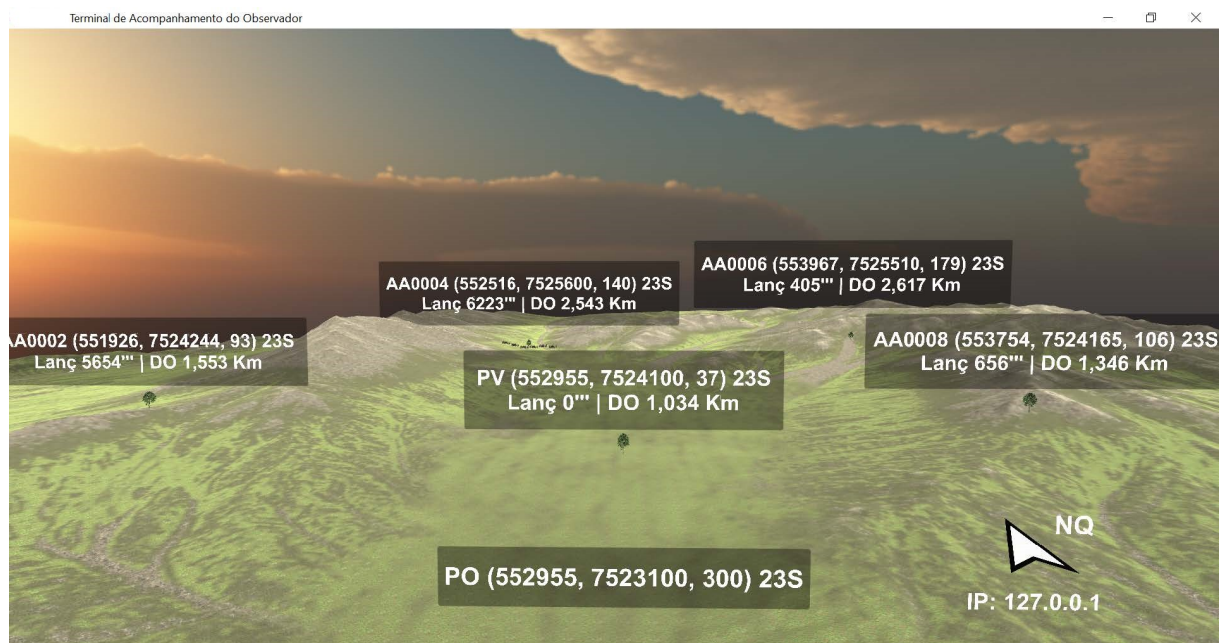 Terminal de Acompanhamento do Observador
AA0006 (553967, 7525510, 179) 23S
Lanç 405''' | DO 2,617 Km
AA0004 (552516, 7525600, 140) 23S
Lanç 6223''' | DO 2,543 Km
AA0002 (551926, 7524244, 93) 23S
Lanç 5654''' | DO 1,553 Km
AA0008 (553754, 7524165, 106) 23S
Lanç 656''' | DO 1,346 Km
PV (552955, 7524100, 37) 23S
Lanç 0''' | DO 1,034 Km
NQ
PO (552955, 7523100, 300) 23S
IP: 127.0.0.1